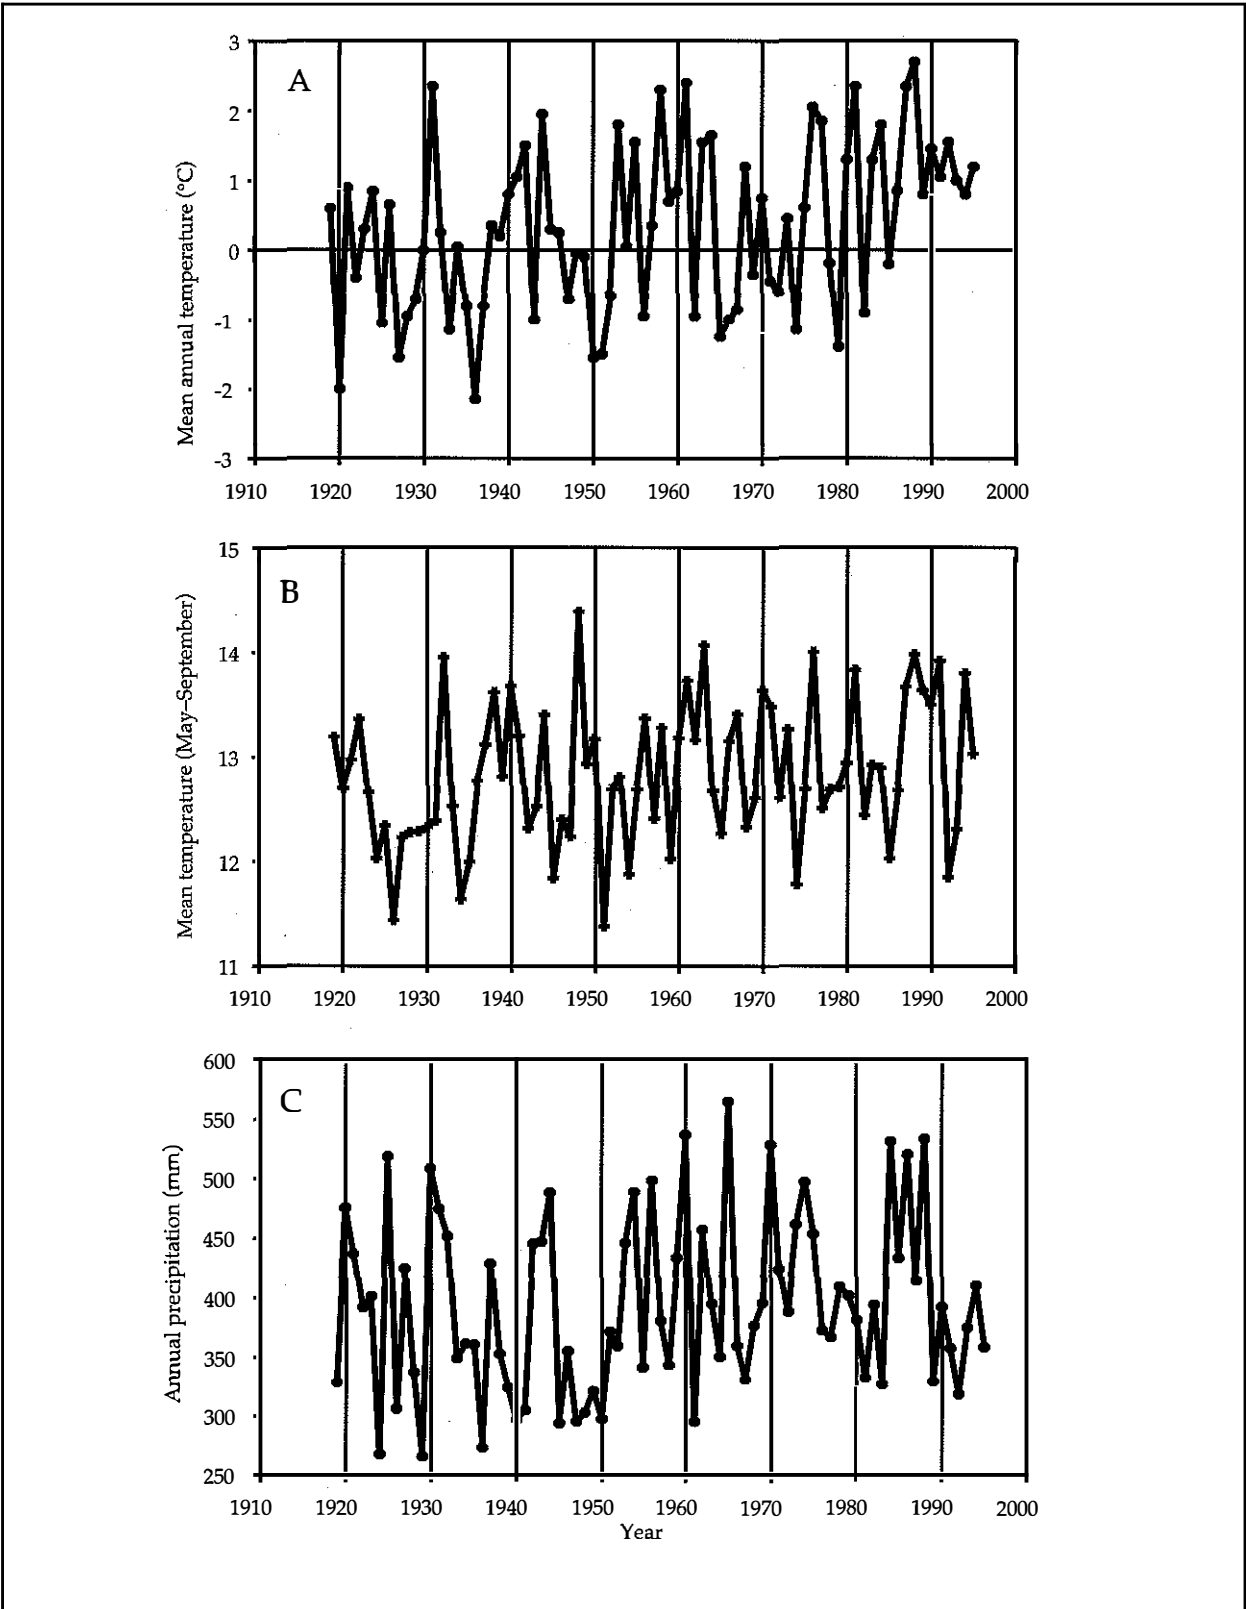 A
Mean annual temperature (°C)
3
2
1
0
-1
-2
-3
1910 1920 1930 1940 1950 1960 1970 1980 1990 2000
B
Mean temperature (May–September)
15
14
13
12
11
1910 1920 1930 1940 1950 1960 1970 1980 1990 2000
C
Annual precipitation (mm)
600
550
500
450
400
350
300
250
1910 1920 1930 1940 1950 1960 1970 1980 1990 2000
Year